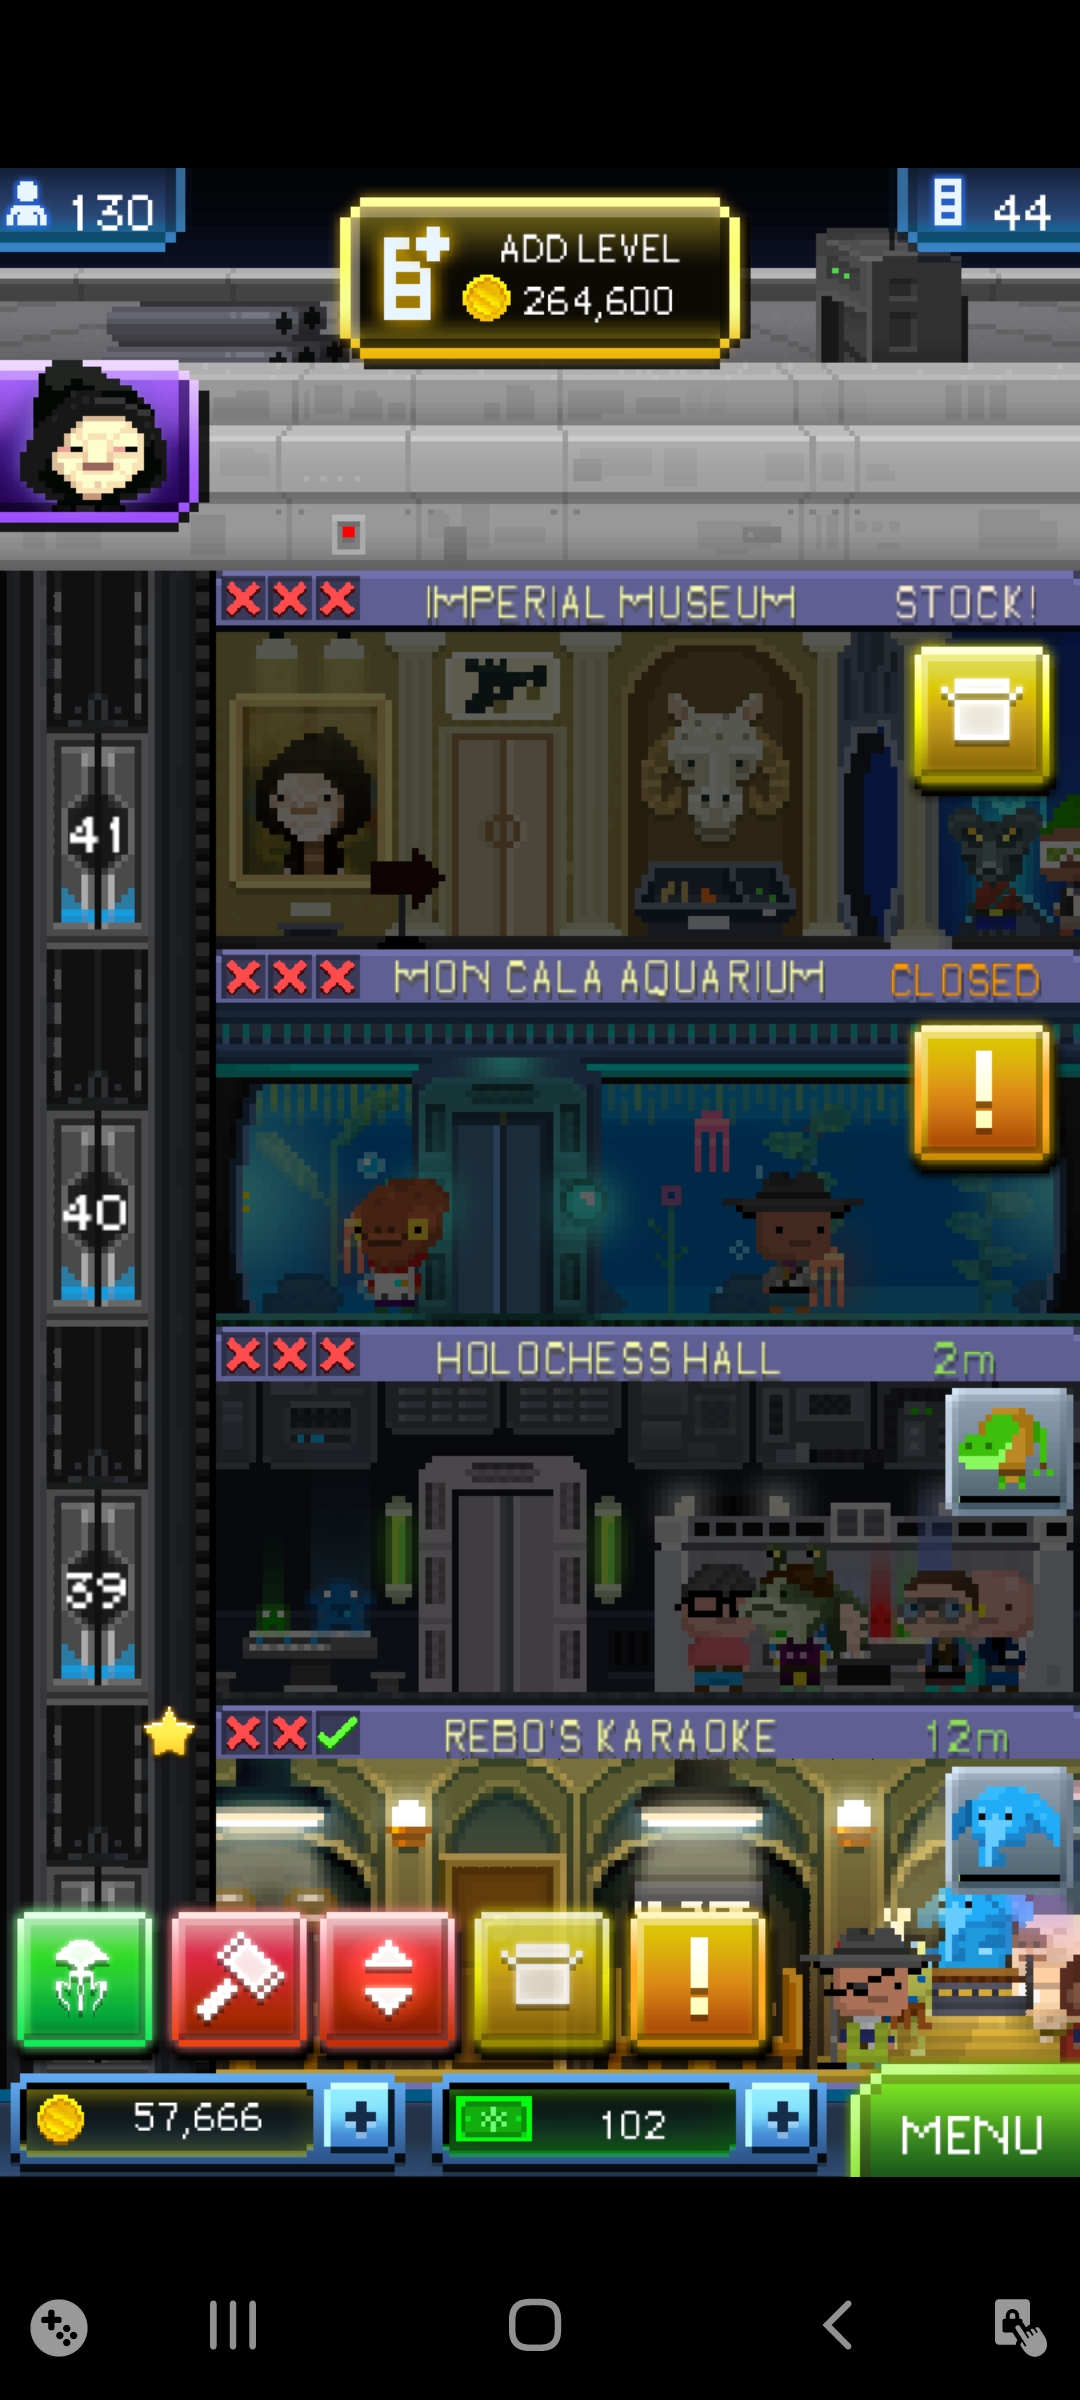 130
ADD LEVEL
264,600
44
IMPERIAL MUSEUM STOCK!
41
MON CALA AQUARIUM CLOSED
!
40
HOLOCHESS HALL 2m
39
REBO'S KARAOKE 12m
!
57,666 + 102 + MENU